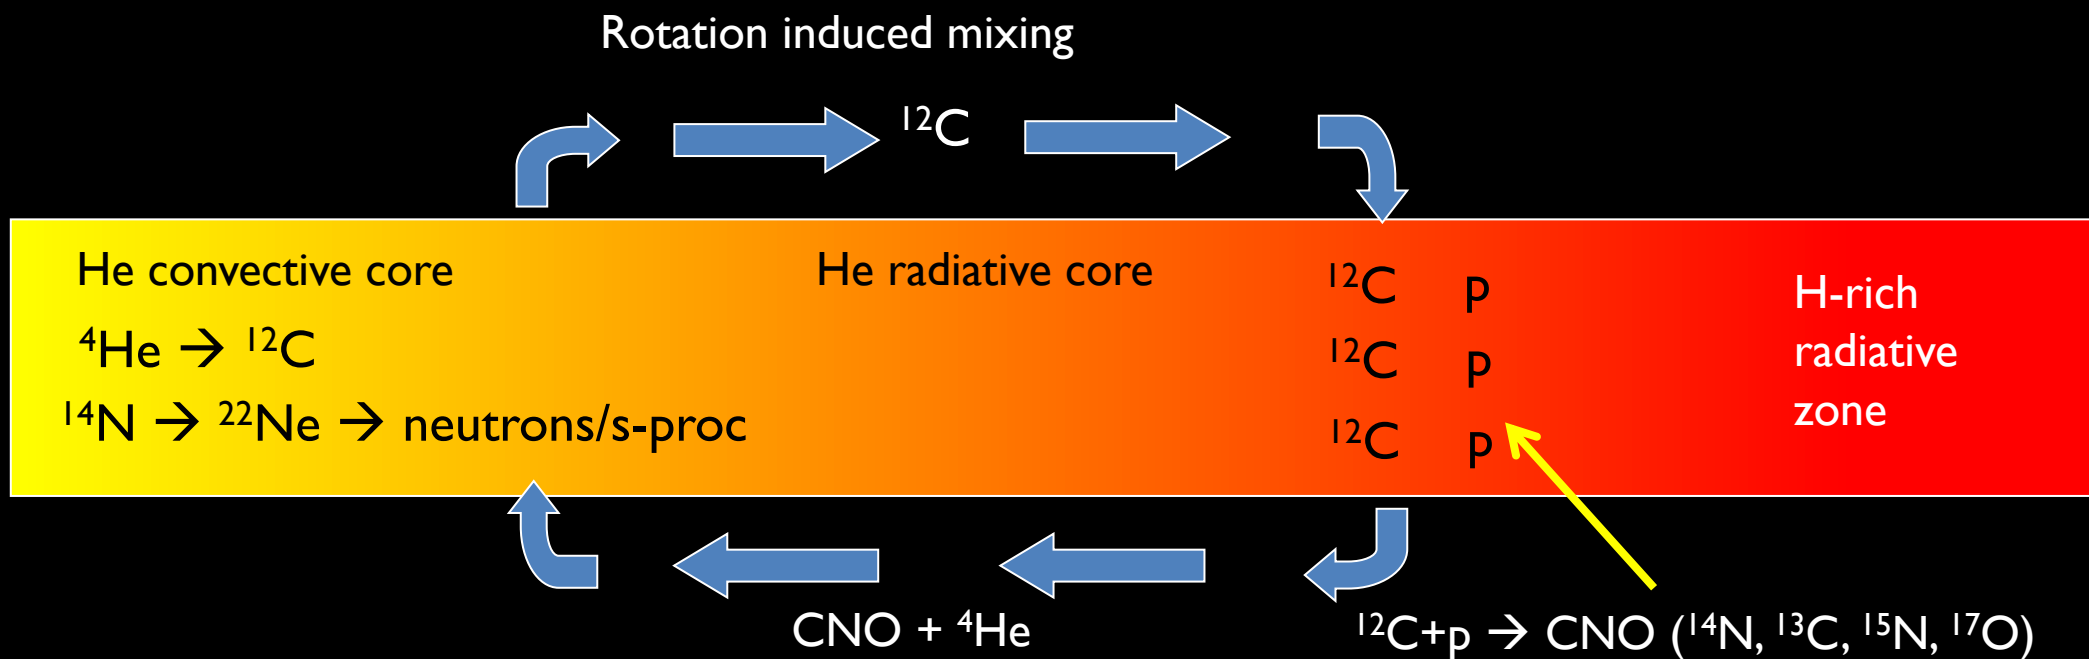 Rotation induced mixing
¹²C
He convective core
⁴He → ¹²C
¹⁴N → ²²Ne → neutrons/s-proc
He radiative core
¹²C p
¹²C p
¹²C p
H-rich
radiative
zone
CNO + ⁴He
¹²C+p → CNO (¹⁴N, ¹³C, ¹⁵N, ¹⁷O)